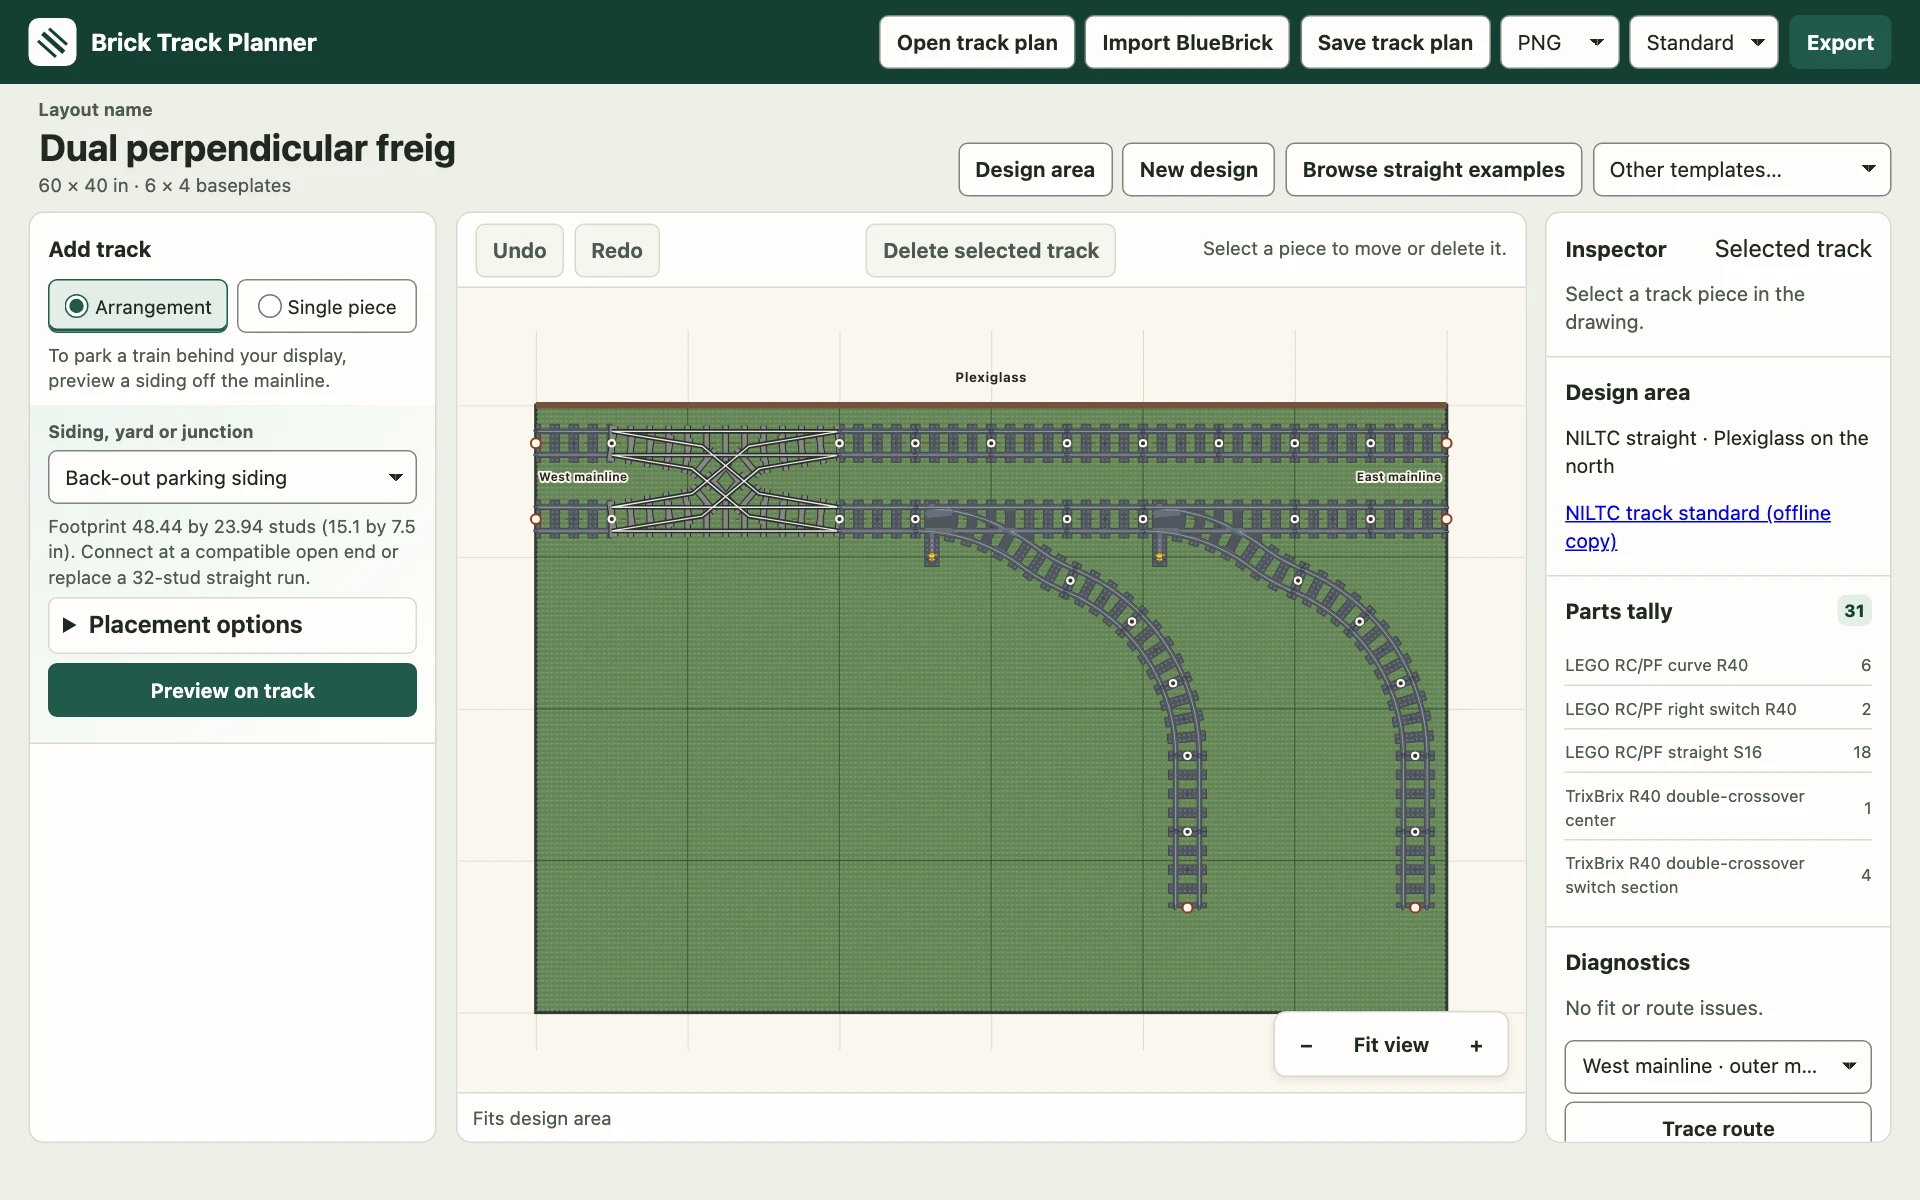 Brick Track Planner
Open track plan
Import BlueBrick
Save track plan
PNG
Standard
Export
Layout name
Dual perpendicular freig
60 × 40 in · 6 × 4 baseplates
Design area
New design
Browse straight examples
Other templates...
Add track
Arrangement
Single piece
To park a train behind your display,
preview a siding off the mainline.
Siding, yard or junction
Back-out parking siding
Footprint 48.44 by 23.94 studs (15.1 by 7.5
in). Connect at a compatible open end or
replace a 32-stud straight run.
Placement options
Preview on track
Undo
Redo
Delete selected track
Select a piece to move or delete it.
Plexiglass
West mainline
East mainline
− Fit view +
Fits design area
Inspector
Selected track
Select a track piece in the
drawing.
Design area
NILTC straight · Plexiglass on the
north
NILTC track standard (offline
copy)
Parts tally
31
LEGO RC/PF curve R40 6
LEGO RC/PF right switch R40 2
LEGO RC/PF straight S16 18
TrixBrix R40 double-crossover
center
1
TrixBrix R40 double-crossover
switch section
4
Diagnostics
No fit or route issues.
West mainline · outer m...
Trace route